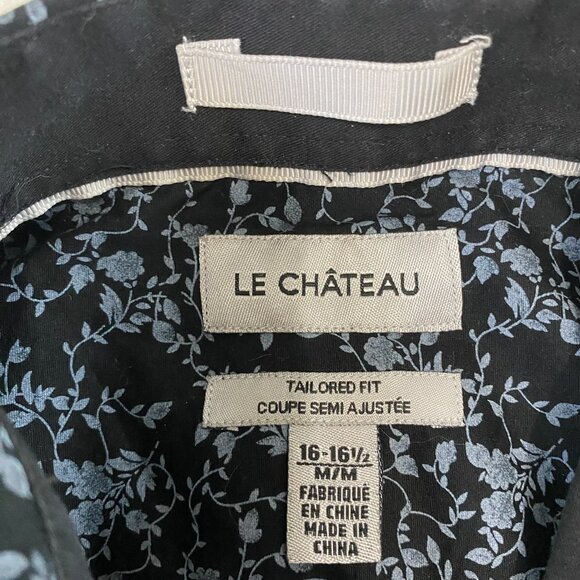 LE CHÂTEAU
TAILORED FIT
COUPE SEMI AJUSTÉE
16-16½
M/M
FABRIQUÉ
EN CHINE
MADE IN
CHINA